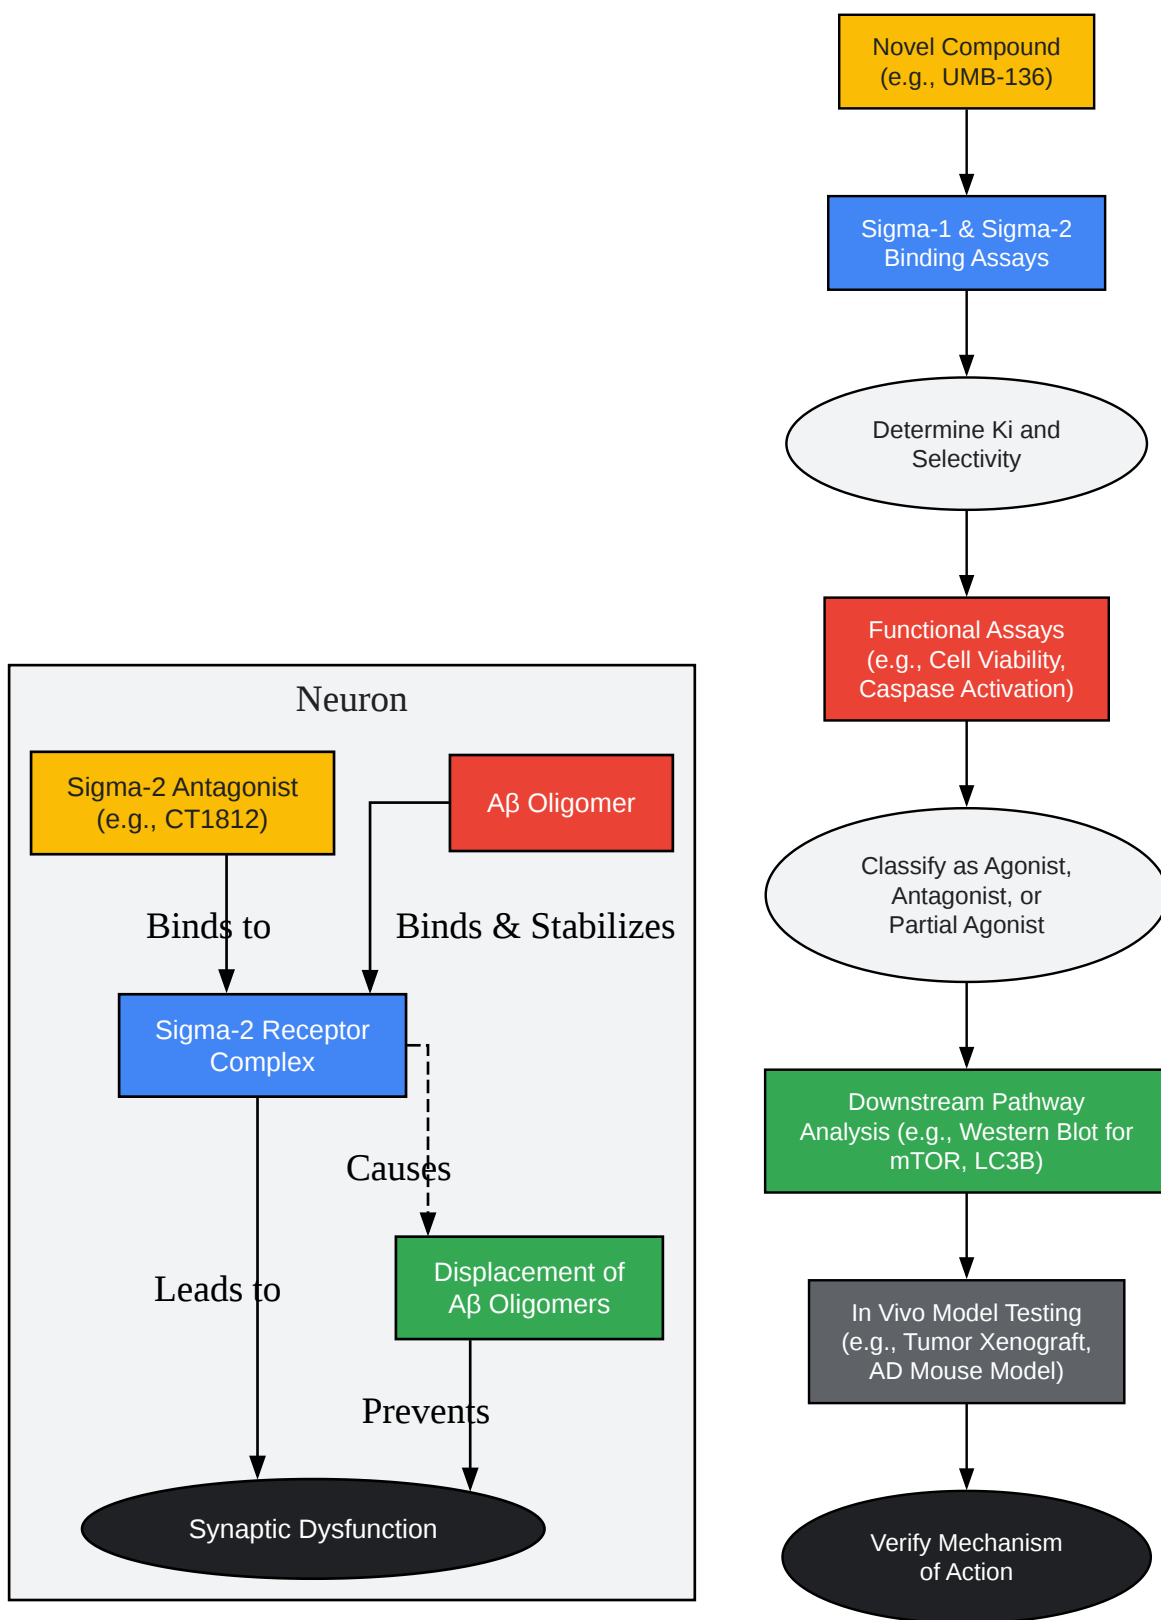 Novel Compound
(e.g., UMB-136)
Sigma-1 & Sigma-2
Binding Assays
Determine Ki and
Selectivity
Functional Assays
(e.g., Cell Viability,
Caspase Activation)
Classify as Agonist,
Antagonist, or
Partial Agonist
Downstream Pathway
Analysis (e.g., Western Blot for
mTOR, LC3B)
In Vivo Model Testing
(e.g., Tumor Xenograft,
AD Mouse Model)
Verify Mechanism
of Action
Neuron
Sigma-2 Antagonist
(e.g., CT1812)
Aβ Oligomer
Binds to
Binds & Stabilizes
Sigma-2 Receptor
Complex
Causes
Leads to
Displacement of
Aβ Oligomers
Prevents
Synaptic Dysfunction